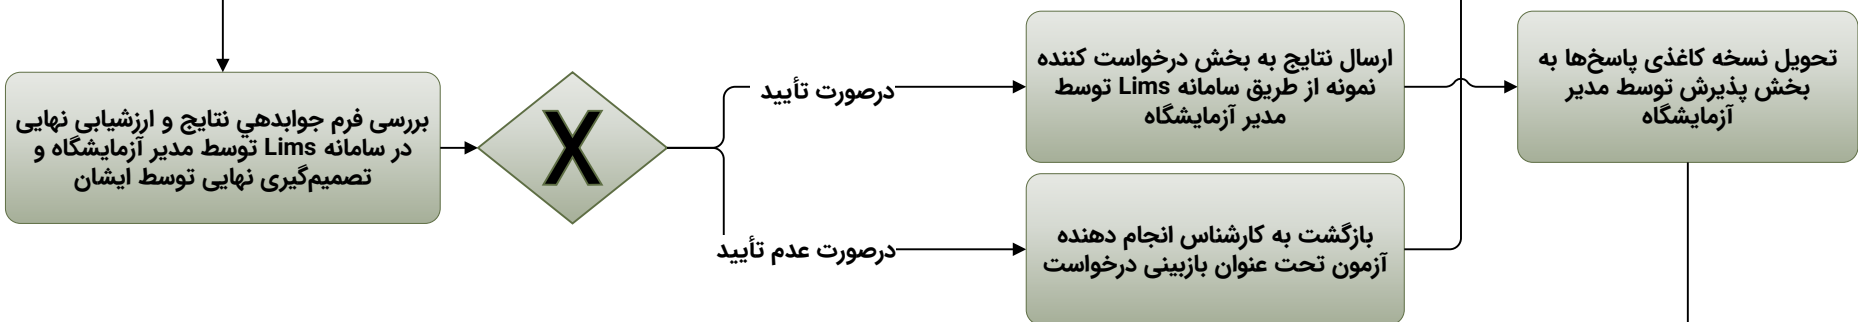 بررسی فرم جوابدهي نتایج و ارزشیابی نهایی
در سامانه Lims توسط مدیر آزمایشگاه و
تصمیم‌گیری نهایی توسط ایشان
X
درصورت تأیید
ارسال نتایج به بخش درخواست کننده
نمونه از طریق سامانه Lims توسط
مدیر آزمایشگاه
تحویل نسخه کاغذی پاسخ‌ها به
بخش پذیرش توسط مدیر
آزمایشگاه
درصورت عدم تأیید
بازگشت به کارشناس انجام دهنده
آزمون تحت عنوان بازبینی درخواست